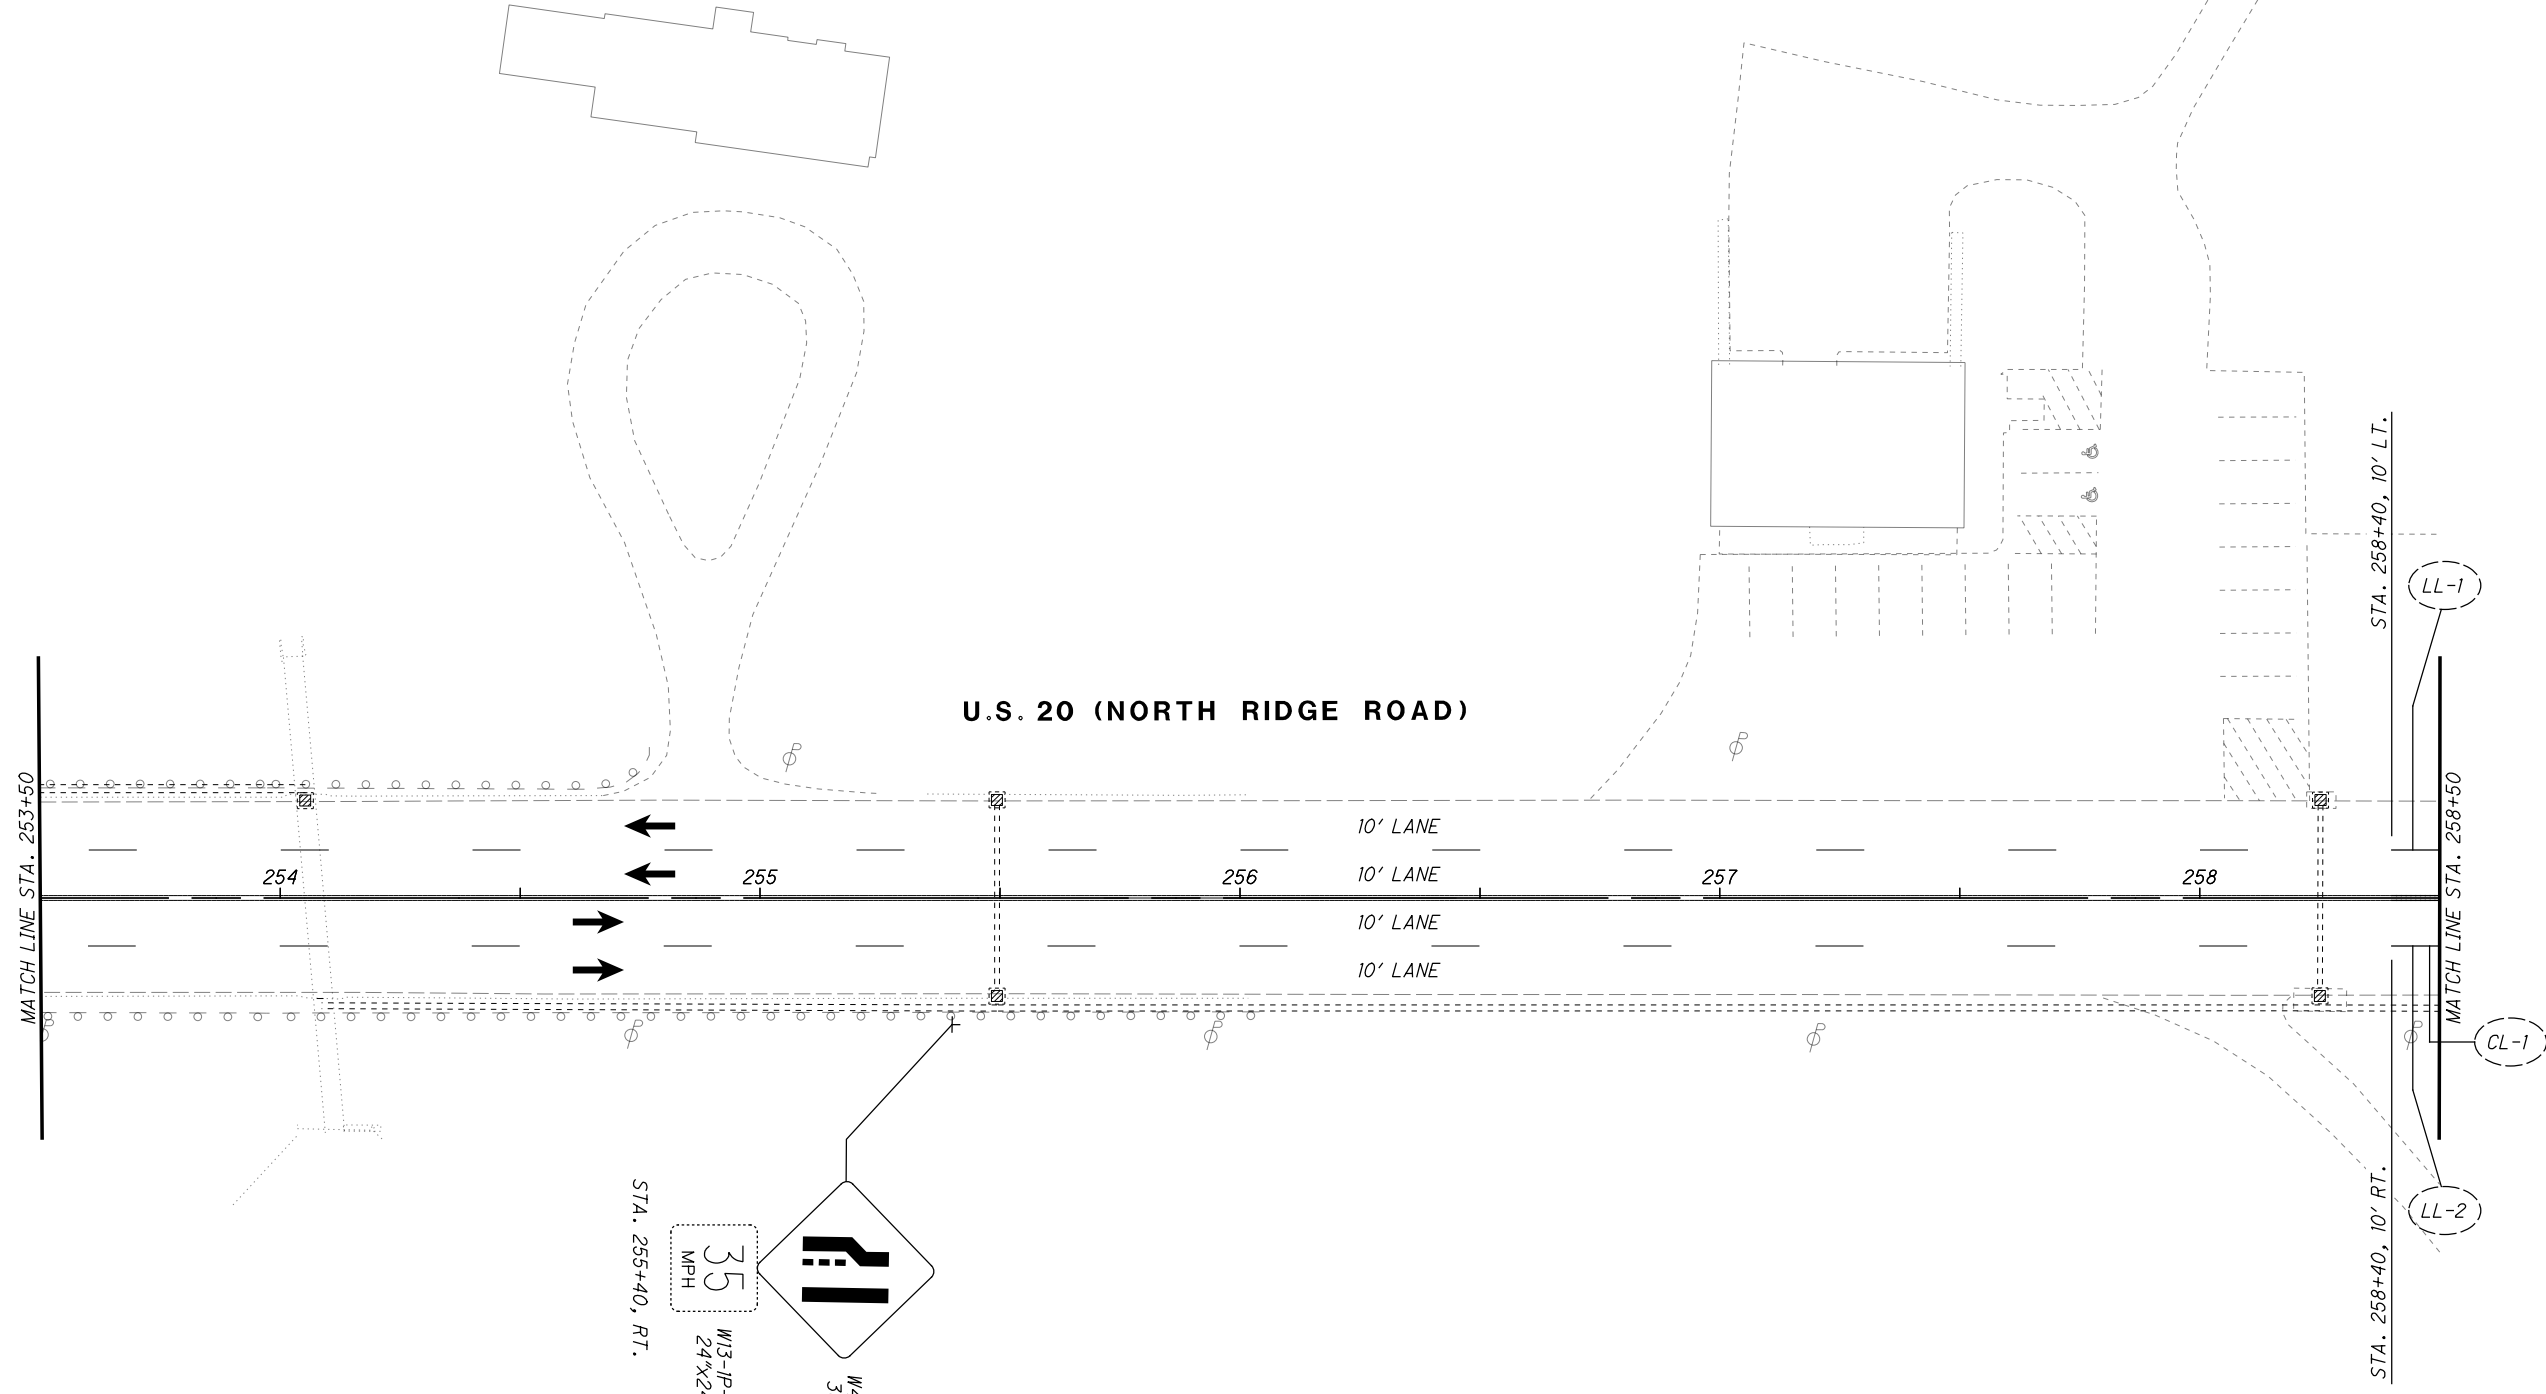 U.S. 20 (NORTH RIDGE ROAD)
MATCH LINE STA. 253+50
254
255
256
257
258
10' LANE
10' LANE
10' LANE
10' LANE
STA. 258+40, 10' LT.
LL-1
MATCH LINE STA. 258+50
CL-1
LL-2
STA. 258+40, 10' RT.
STA. 255+40, RT.
35
MPH
W13-1P-
P
P
P
P
P
P